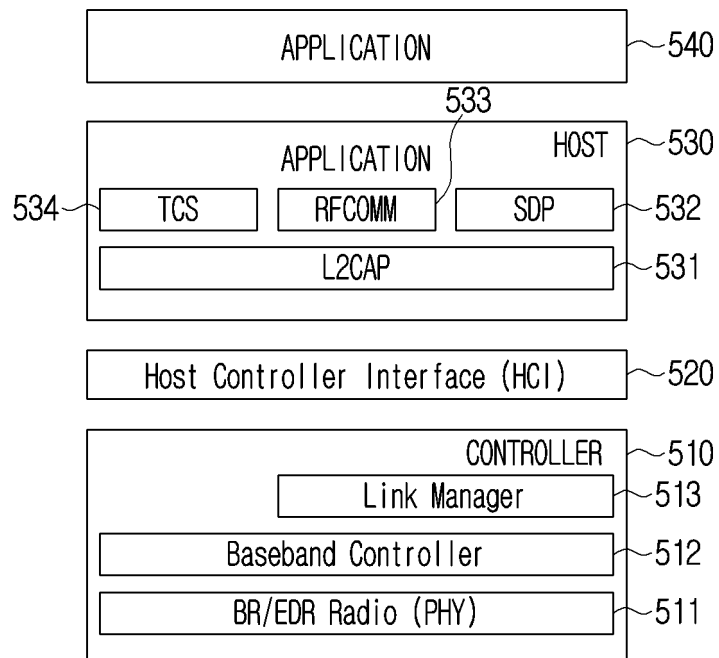 APPLICATION 540
533
HOST 530
APPLICATION
534 TCS RFCOMM SDP 532
L2CAP 531
Host Controller Interface (HCI) 520
CONTROLLER 510
Link Manager 513
Baseband Controller 512
BR/EDR Radio (PHY) 511